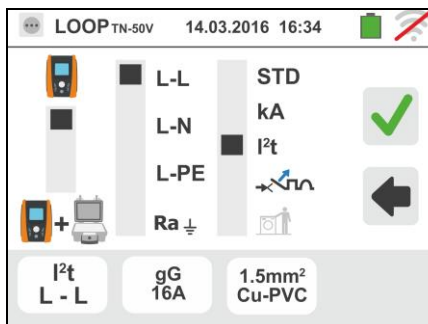 LOOP TN-50V 14.03.2016 16:34
L-L STD
L-N kA
I²t
L-PE
Ra
I²t gG 1.5mm²
L - L 16A Cu-PVC